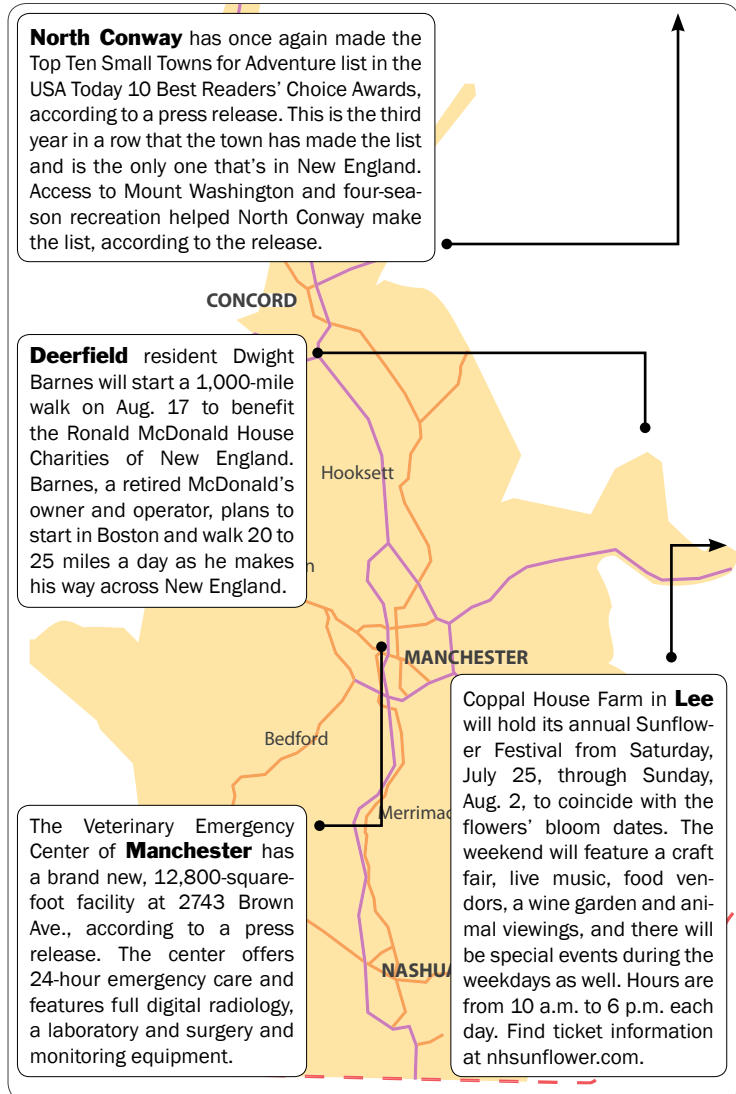 North Conway has once again made the
Top Ten Small Towns for Adventure list in the
USA Today 10 Best Readers’ Choice Awards,
according to a press release. This is the third
year in a row that the town has made the list
and is the only one that’s in New England.
Access to Mount Washington and four-sea-
son recreation helped North Conway make
the list, according to the release.
CONCORD
Deerfield resident Dwight
Barnes will start a 1,000-mile
walk on Aug. 17 to benefit
the Ronald McDonald House
Charities of New England.
Barnes, a retired McDonald’s
owner and operator, plans to
start in Boston and walk 20 to
25 miles a day as he makes
his way across New England.
Hooksett
MANCHESTER
Bedford
Merrimac
NASHUA
The Veterinary Emergency
Center of Manchester has
a brand new, 12,800-square-
foot facility at 2743 Brown
Ave., according to a press
release. The center offers
24-hour emergency care and
features full digital radiology,
a laboratory and surgery and
monitoring equipment.
Coppal House Farm in Lee
will hold its annual Sunflow-
er Festival from Saturday,
July 25, through Sunday,
Aug. 2, to coincide with the
flowers’ bloom dates. The
weekend will feature a craft
fair, live music, food ven-
dors, a wine garden and ani-
mal viewings, and there will
be special events during the
weekdays as well. Hours are
from 10 a.m. to 6 p.m. each
day. Find ticket information
at nhsunflower.com.